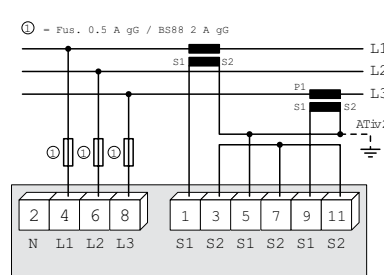 ① - Fus. 0.5 A gG / BS88 2 A gG
L1
S1 S2
L2
P1
L3
S1 S2
① ① ①
2 4 6 8 1 3 5 7 9 11
N L1 L2 L3 S1 S2 S1 S2 S1 S2